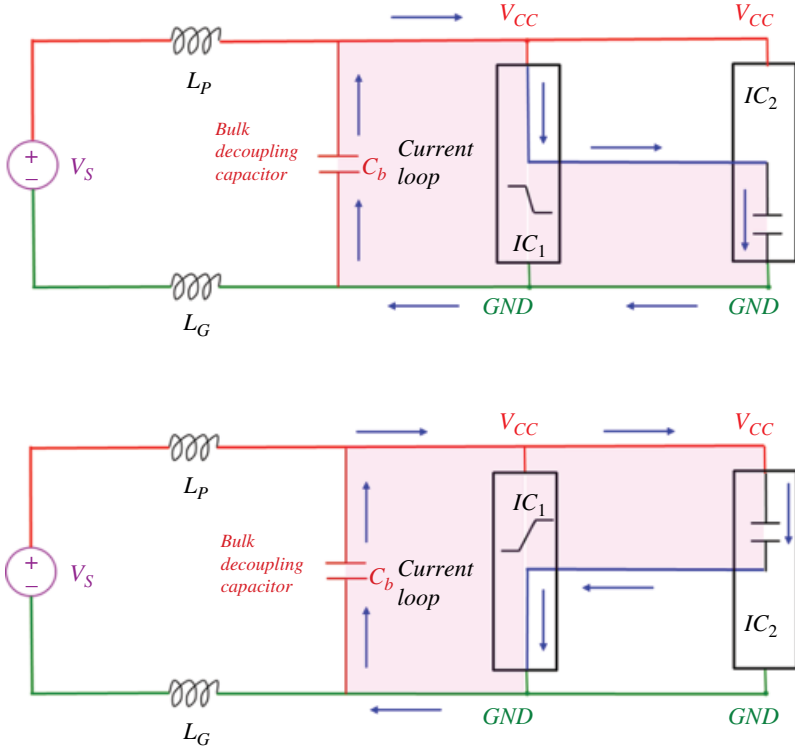 V_CC
V_CC
L_P
IC_2
Bulk
decoupling
capacitor
C_b
Current
loop
+
−
V_S
IC_1
L_G
GND
GND
V_CC
V_CC
L_P
IC_1
Bulk
decoupling
capacitor
C_b
Current
loop
+
−
V_S
IC_2
L_G
GND
GND